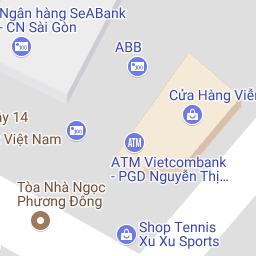 Ngân hàng SeABank
- CN Sài Gòn
ABB
Cửa Hàng Viễ
ày 14
Việt Nam
ATM
ATM Vietcombank
- PGD Nguyễn Thị...
Tòa Nhà Ngọc
Phương Đông
Shop Tennis
Xu Xu Sports